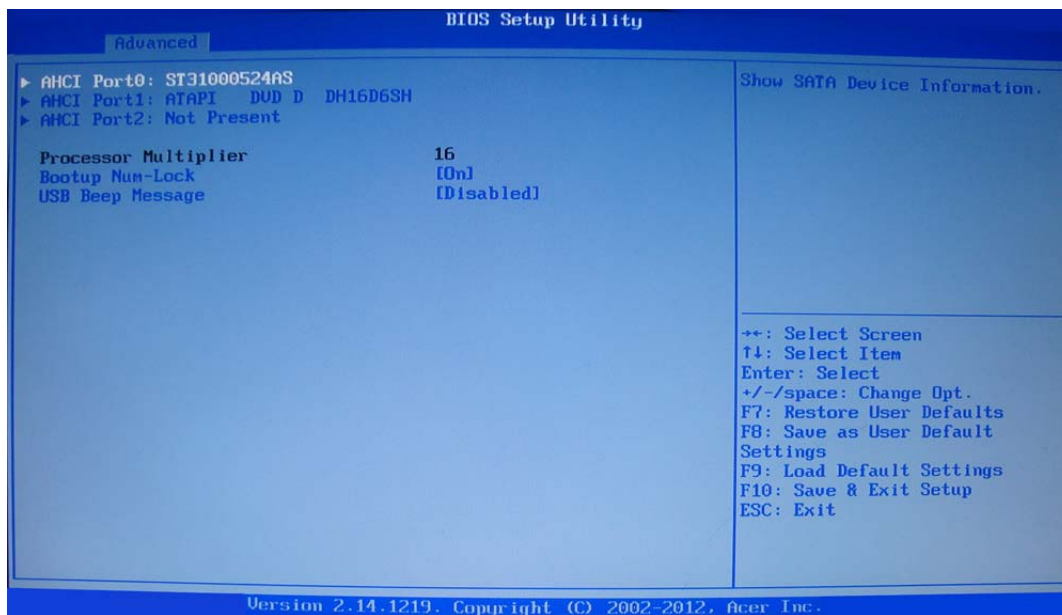 BIOS Setup Utility
Advanced
► AHCI Port0: ST31000524AS
► AHCI Port1: ATAPI DVD D DH16D6SH
► AHCI Port2: Not Present
Processor Multiplier 16
Bootup Num-Lock [On]
USB Beep Message [Disabled]
Show SATA Device Information.
→←: Select Screen
↑↓: Select Item
Enter: Select
+/-/space: Change Opt.
F7: Restore User Defaults
F8: Save as User Default
Settings
F9: Load Default Settings
F10: Save & Exit Setup
ESC: Exit
Version 2.14.1219. Copyright (C) 2002-2012, Acer Inc.